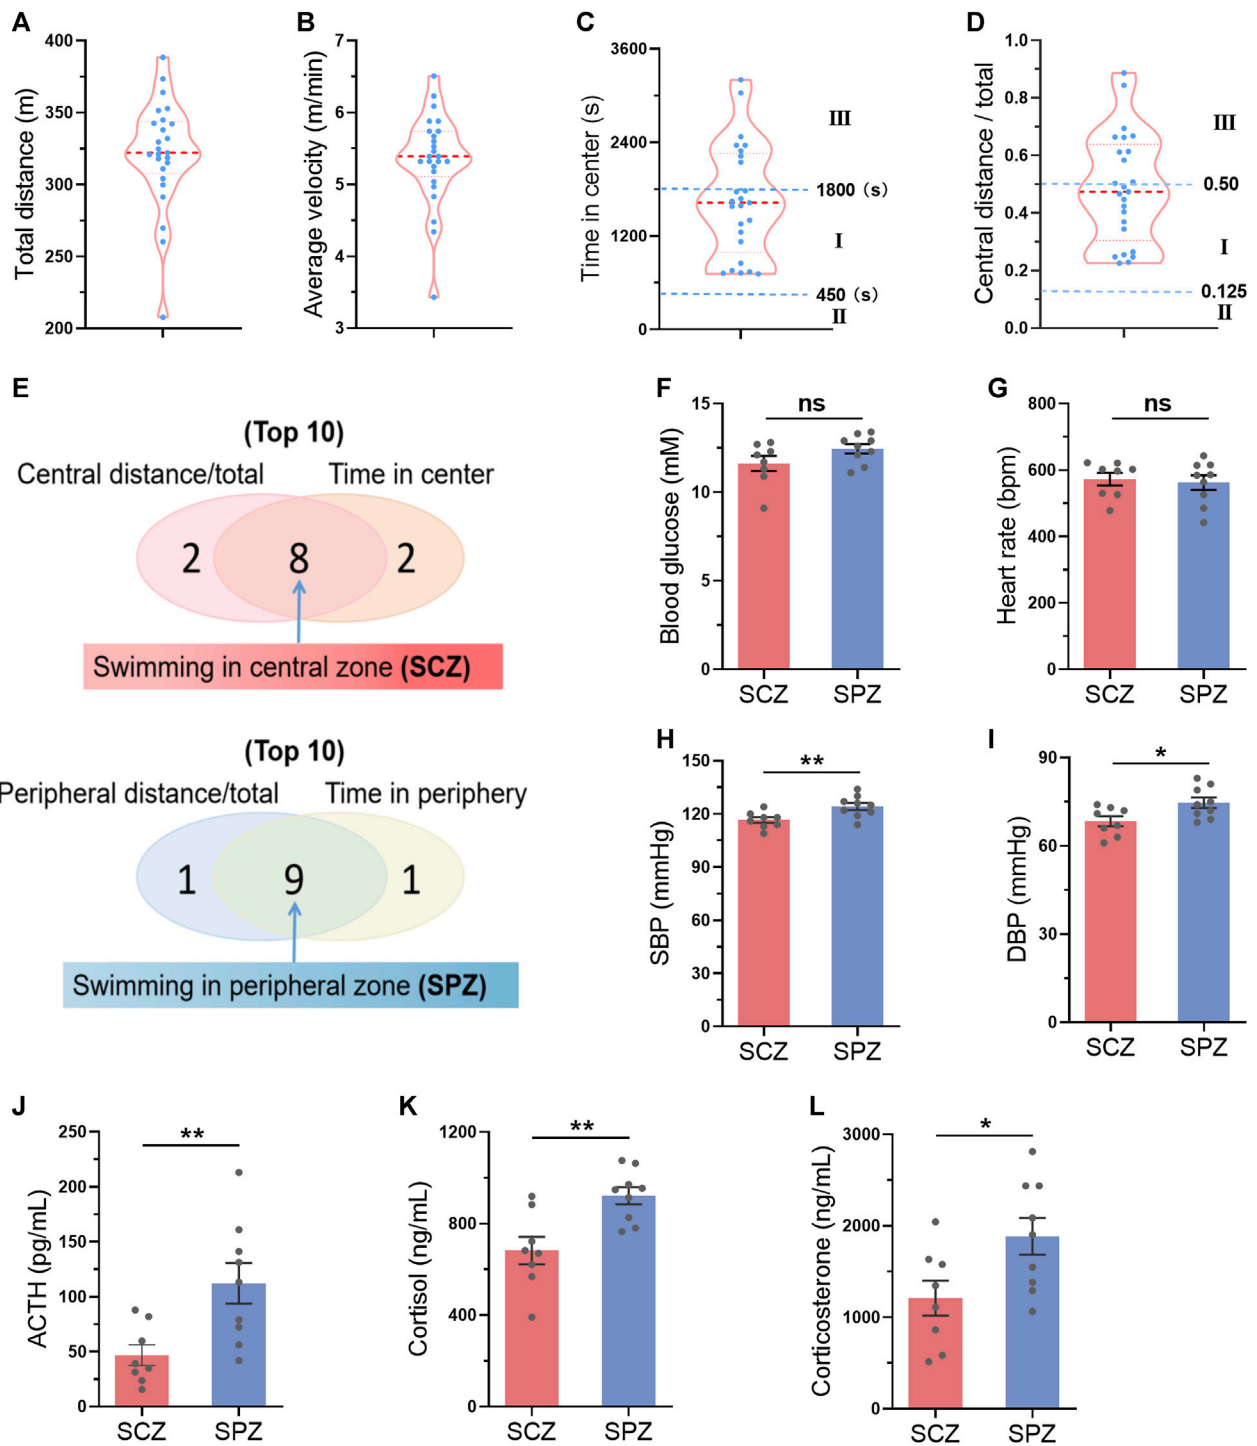 A
Total distance (m)
400
350
300
250
200
B
Average velocity (m/min)
7
6
5
4
3
C
Time in center (s)
3600
2400
1200
0
III
1800 (s)
I
450 (s)
II
D
Central distance / total
1.0
0.8
0.6
0.4
0.2
0.0
III
0.50
I
0.125
II
E
(Top 10)
Central distance/total Time in center
2 8 2
Swimming in central zone (SCZ)
(Top 10)
Peripheral distance/total Time in periphery
1 9 1
Swimming in peripheral zone (SPZ)
F
Blood glucose (mM)
15
10
5
0
ns
SCZ SPZ
G
Heart rate (bpm)
800
600
400
200
0
ns
SCZ SPZ
H
SBP (mmHg)
150
120
90
60
30
0
**
SCZ SPZ
I
DBP (mmHg)
90
60
30
0
*
SCZ SPZ
J
ACTH (pg/mL)
250
200
150
100
50
0
**
SCZ SPZ
K
Cortisol (ng/mL)
1200
800
400
0
**
SCZ SPZ
L
Corticosterone (ng/mL)
3000
2000
1000
0
*
SCZ SPZ